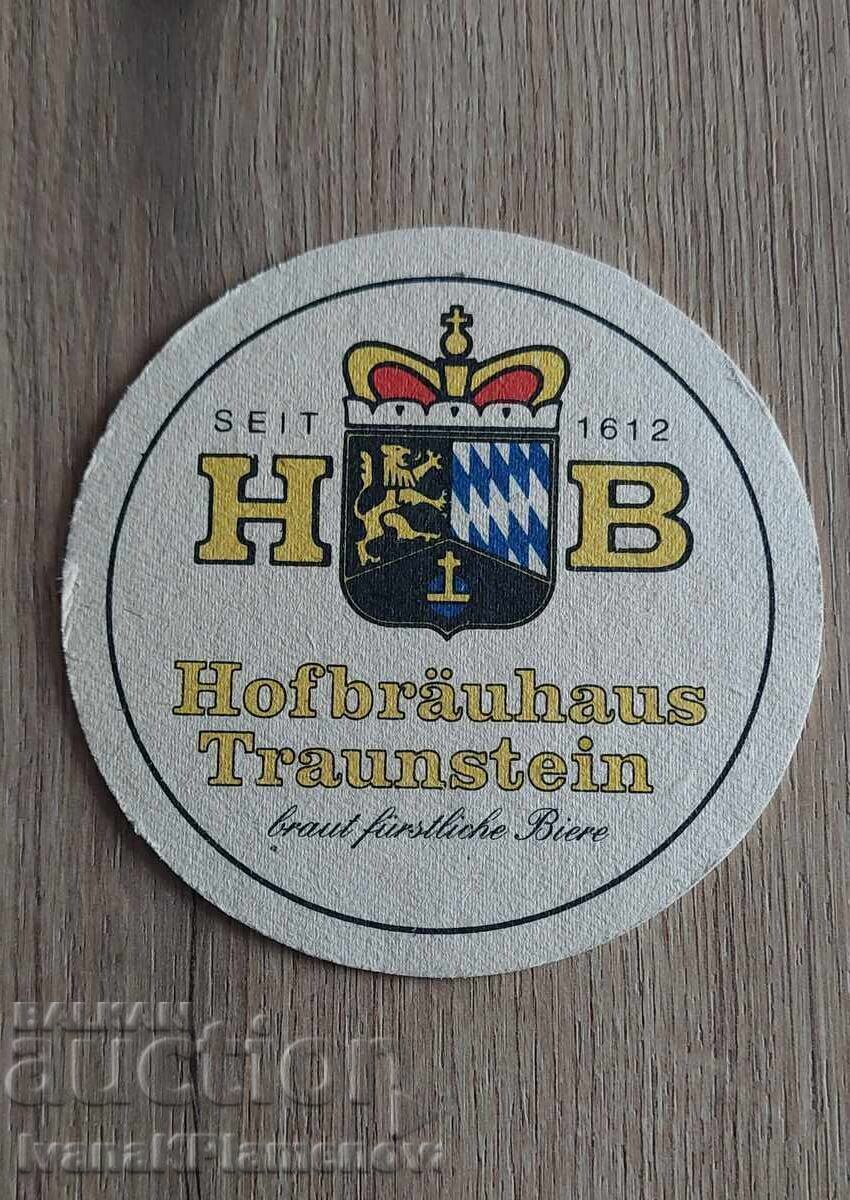 SEIT 1612
H B
Hofbräuhaus
Traunstein
braut fürstliche Biere
BALKAN
auction
IvanaKPlamenova